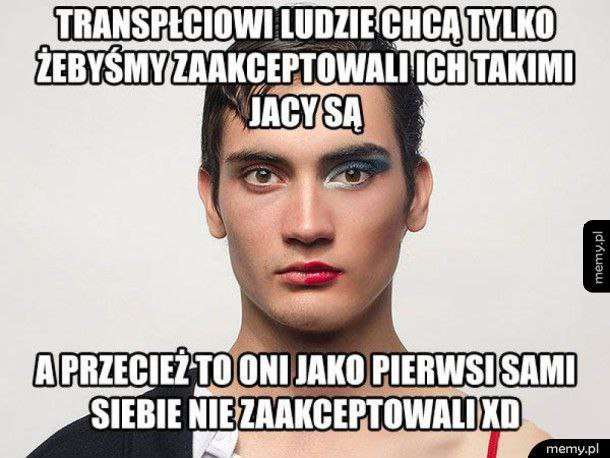 TRANSPŁCIOWI LUDZIE CHCĄ TYLKO
ŻEBYŚMY ZAAKCEPTOWALI ICH TAKIMI
JACY SĄ
memy.pl
A PRZECIEŻ TO ONI JAKO PIERWSI SAMI
SIEBIE NIE ZAAKCEPTOWALI XD
memy.pl